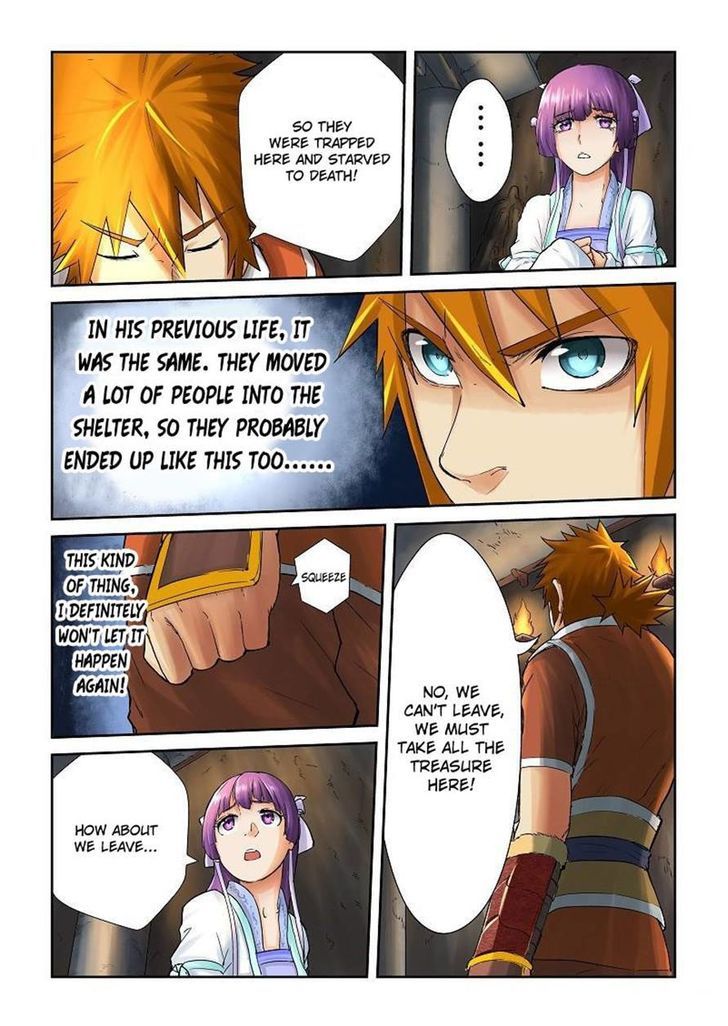 SO THEY
WERE TRAPPED
HERE AND STARVED
TO DEATH!
....
IN HIS PREVIOUS LIFE, IT
WAS THE SAME. THEY MOVED
A LOT OF PEOPLE INTO THE
SHELTER, SO THEY PROBABLY
ENDED UP LIKE THIS TOO......
THIS KIND
OF THING,
I DEFINITELY
WON'T LET IT
HAPPEN
AGAIN!
SQUEEZE
HOW ABOUT
WE LEAVE...
NO, WE
CAN'T LEAVE,
WE MUST
TAKE ALL THE
TREASURE
HERE!